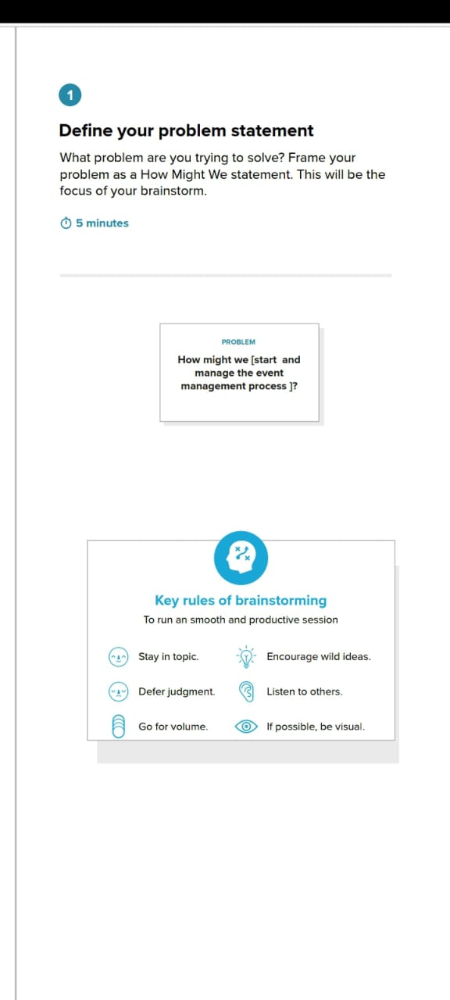 1
Define your problem statement
What problem are you trying to solve? Frame your
problem as a How Might We statement. This will be the
focus of your brainstorm.
5 minutes
PROBLEM
How might we [start  and
manage the event
management process ]?
Key rules of brainstorming
To run an smooth and productive session
Stay in topic.
Encourage wild ideas.
Defer judgment.
Listen to others.
Go for volume.
If possible, be visual.